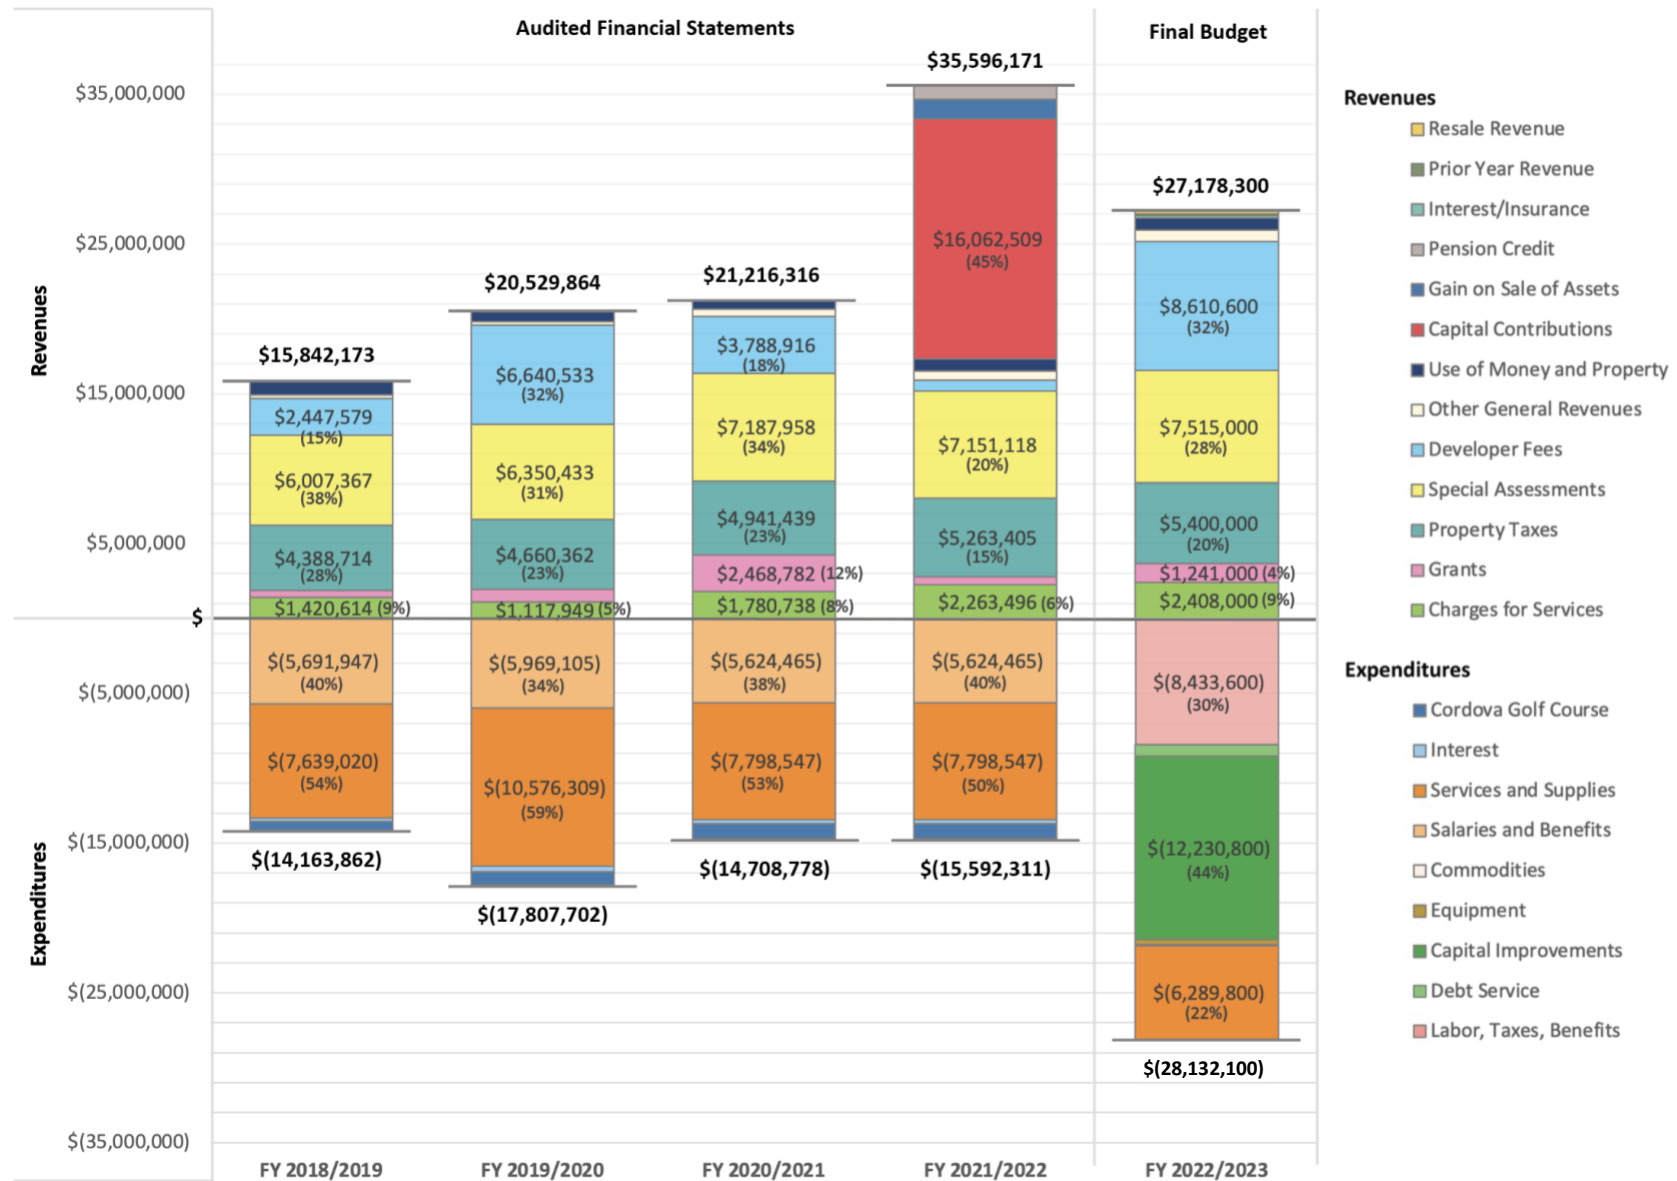 Audited Financial Statements
Final Budget
Revenues
Expenditures
$35,000,000
$25,000,000
$15,000,000
$5,000,000
$
$(5,000,000)
$(15,000,000)
$(25,000,000)
$(35,000,000)
$15,842,173
$2,447,579
(15%)
$6,007,367
(38%)
$4,388,714
(28%)
$1,420,614 (9%)
$(5,691,947)
(40%)
$(7,639,020)
(54%)
$(14,163,862)
FY 2018/2019
$20,529,864
$6,640,533
(32%)
$6,350,433
(31%)
$4,660,362
(23%)
$1,117,949 (5%)
$(5,969,105)
(34%)
$(10,576,309)
(59%)
$(17,807,702)
FY 2019/2020
$21,216,316
$3,788,916
(18%)
$7,187,958
(34%)
$4,941,439
(23%)
$2,468,782 (12%)
$1,780,738 (8%)
$(5,624,465)
(38%)
$(7,798,547)
(53%)
$(14,708,778)
FY 2020/2021
$35,596,171
$16,062,509
(45%)
$7,151,118
(20%)
$5,263,405
(15%)
$2,263,496 (6%)
$(5,624,465)
(40%)
$(7,798,547)
(50%)
$(15,592,311)
FY 2021/2022
$27,178,300
$8,610,600
(32%)
$7,515,000
(28%)
$5,400,000
(20%)
$1,241,000 (4%)
$2,408,000 (9%)
$(8,433,600)
(30%)
$(12,230,800)
(44%)
$(6,289,800)
(22%)
$(28,132,100)
FY 2022/2023
Revenues
Resale Revenue
Prior Year Revenue
Interest/Insurance
Pension Credit
Gain on Sale of Assets
Capital Contributions
Use of Money and Property
Other General Revenues
Developer Fees
Special Assessments
Property Taxes
Grants
Charges for Services
Expenditures
Cordova Golf Course
Interest
Services and Supplies
Salaries and Benefits
Commodities
Equipment
Capital Improvements
Debt Service
Labor, Taxes, Benefits